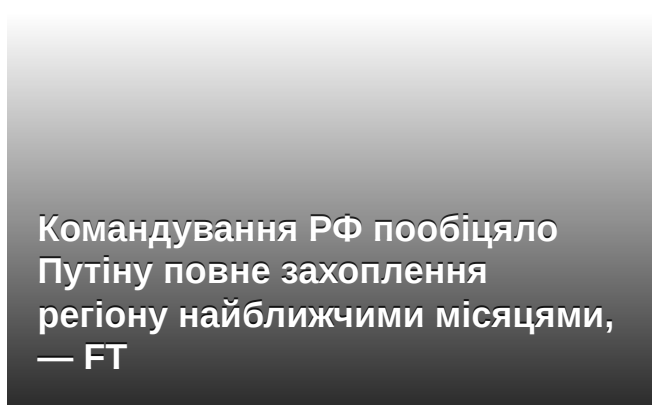 Командування РФ пообіцяло
Путіну повне захоплення
регіону найближчими місяцями,
— FT